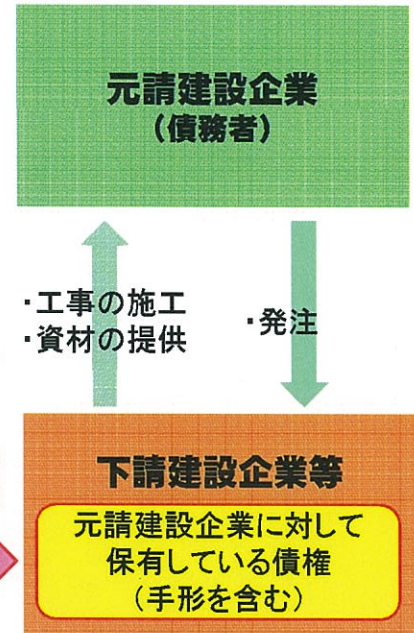 元請建設企業
(債務者)
・工事の施工
・資材の提供
・発注
下請建設企業等
元請建設企業に対して
保有している債権
(手形を含む)